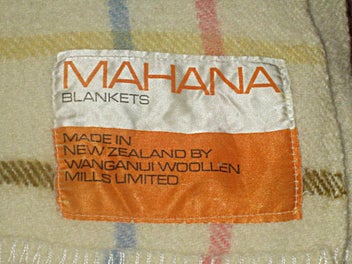 MAHANA
BLANKETS
MADE IN
NEW ZEALAND BY
WANGANUI WOOLLEN
MILLS LIMITED